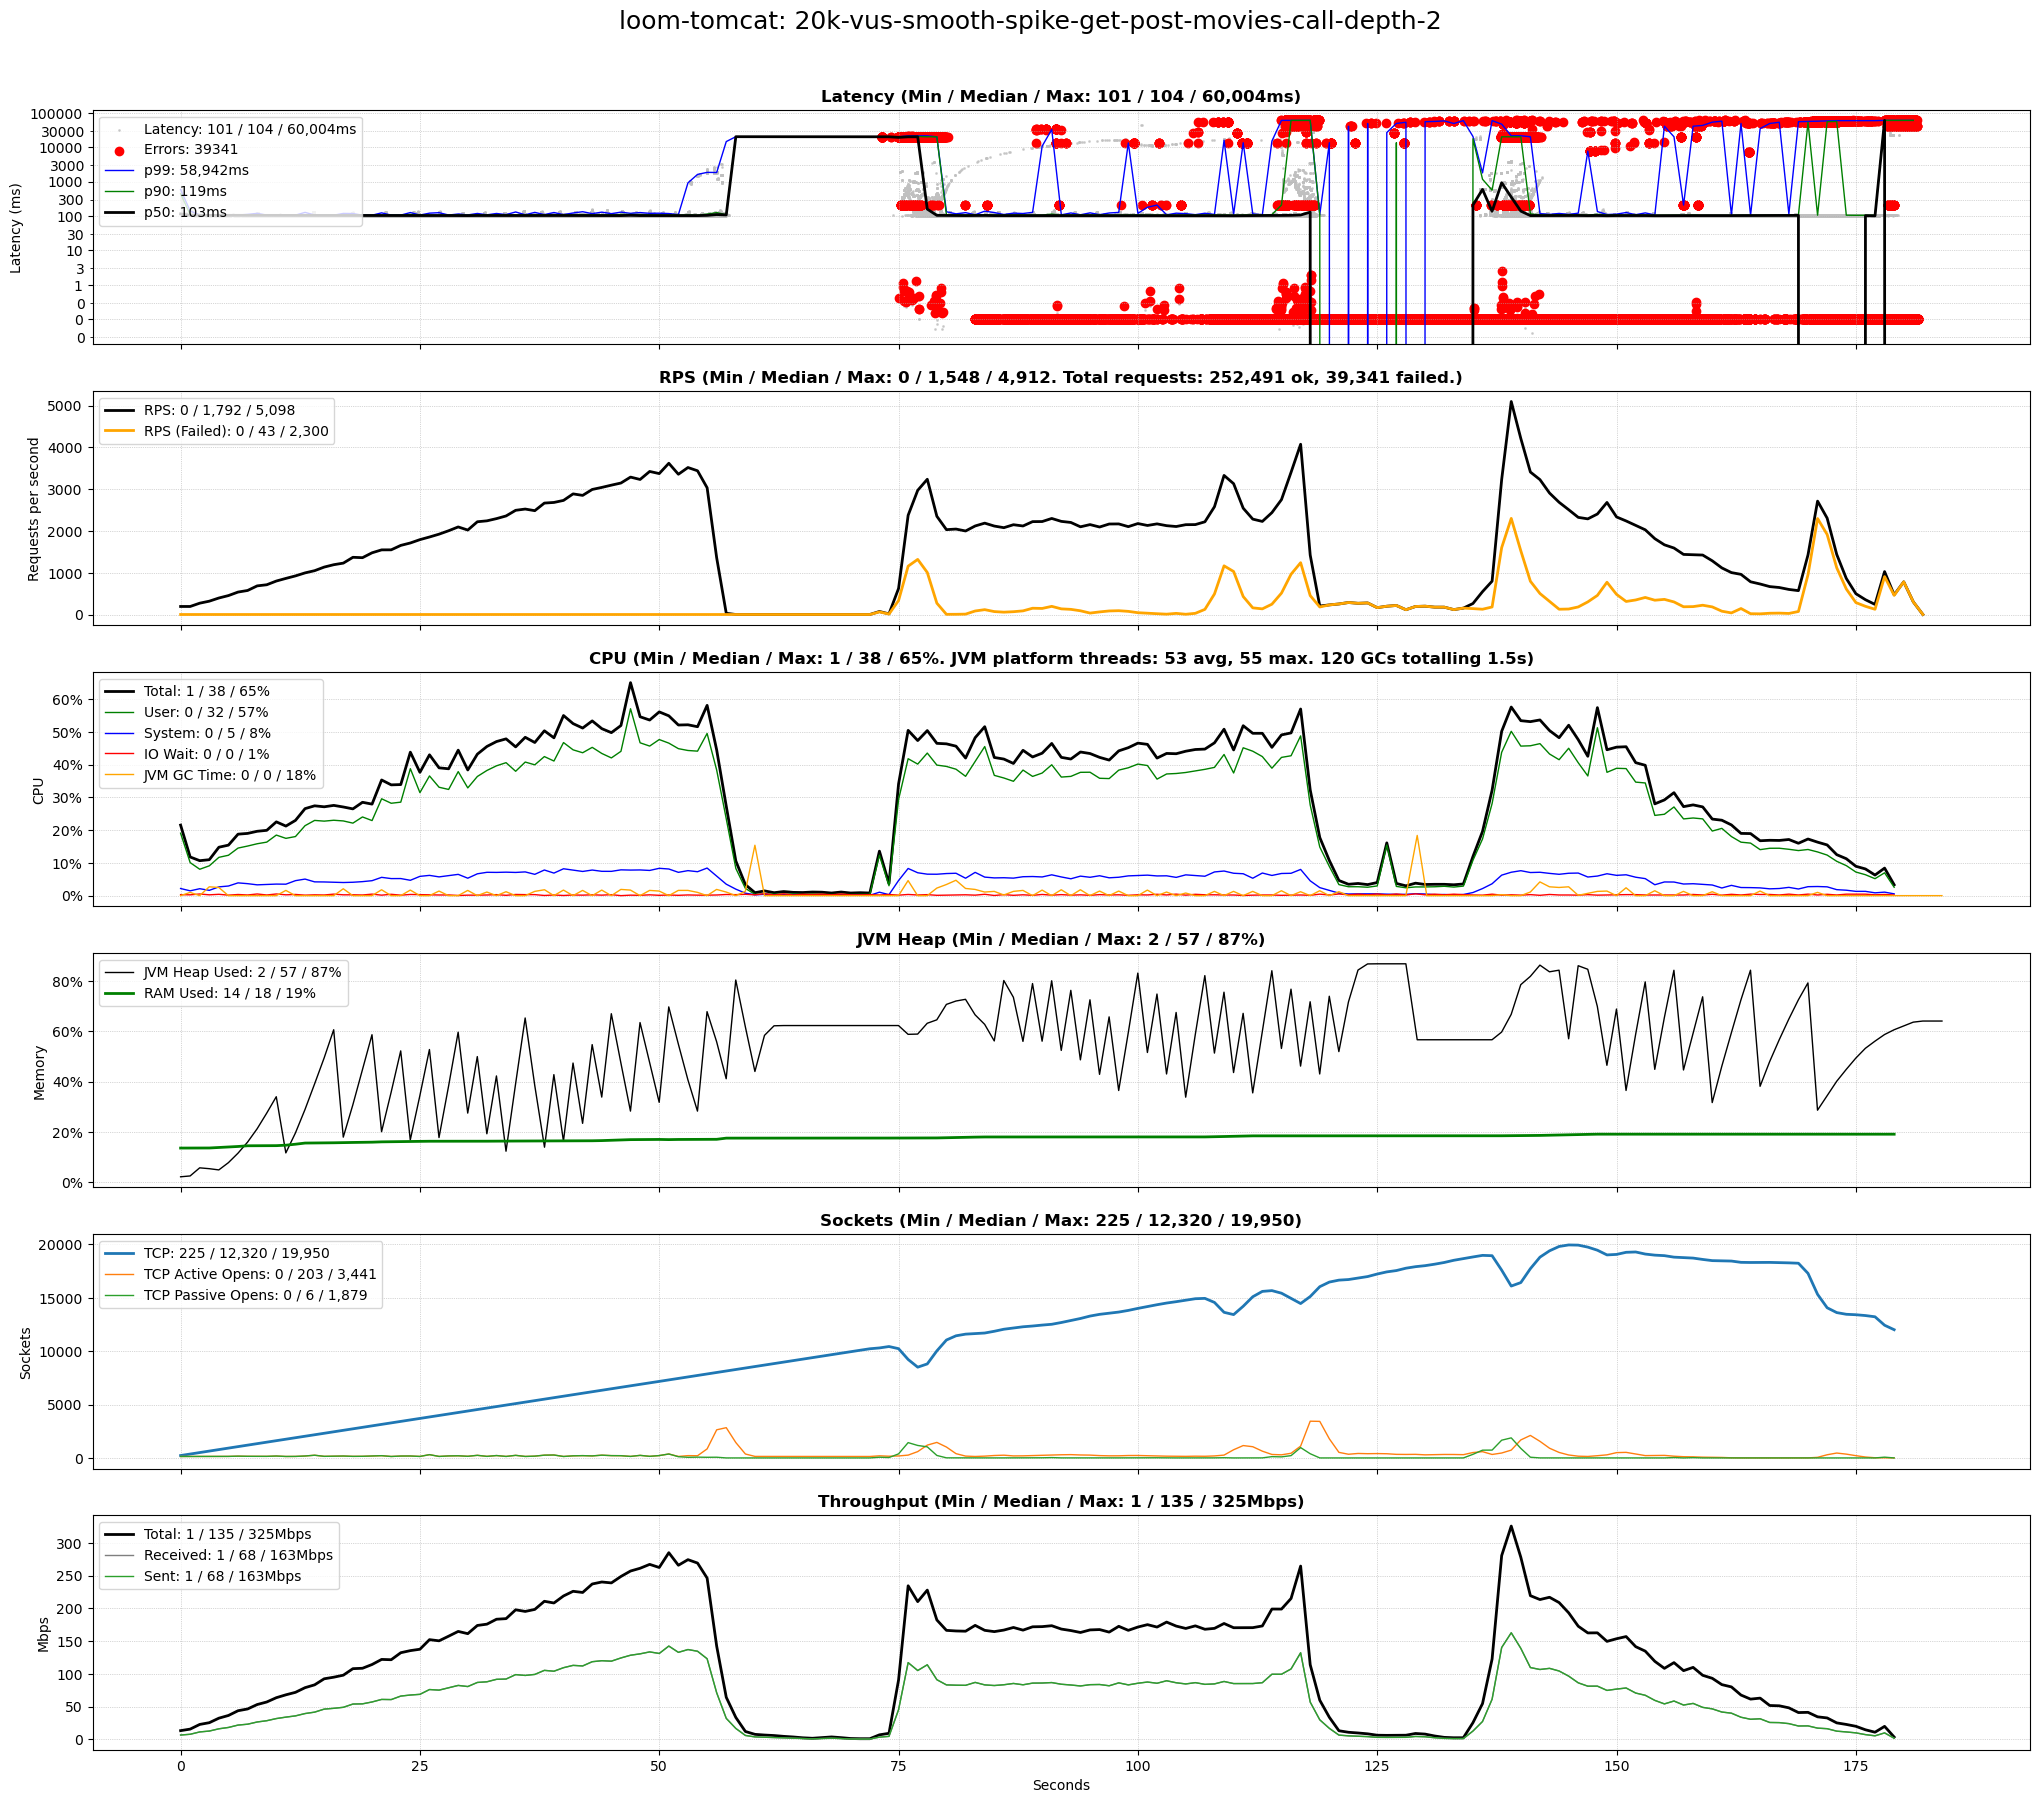 loom-tomcat: 20k-vus-smooth-spike-get-post-movies-call-depth-2
Latency (Min / Median / Max: 101 / 104 / 60,004ms)
Latency (ms)
100000
30000
10000
3000
1000
300
100
30
10
3
1
0
0
0
Latency: 101 / 104 / 60,004ms
Errors: 39341
p99: 58,942ms
p90: 119ms
p50: 103ms
RPS (Min / Median / Max: 0 / 1,548 / 4,912. Total requests: 252,491 ok, 39,341 failed.)
Requests per second
5000
4000
3000
2000
1000
0
RPS: 0 / 1,792 / 5,098
RPS (Failed): 0 / 43 / 2,300
CPU (Min / Median / Max: 1 / 38 / 65%. JVM platform threads: 53 avg, 55 max. 120 GCs totalling 1.5s)
CPU
60%
50%
40%
30%
20%
10%
0%
Total: 1 / 38 / 65%
User: 0 / 32 / 57%
System: 0 / 5 / 8%
IO Wait: 0 / 0 / 1%
JVM GC Time: 0 / 0 / 18%
JVM Heap (Min / Median / Max: 2 / 57 / 87%)
Memory
80%
60%
40%
20%
0%
JVM Heap Used: 2 / 57 / 87%
RAM Used: 14 / 18 / 19%
Sockets (Min / Median / Max: 225 / 12,320 / 19,950)
Sockets
20000
15000
10000
5000
0
TCP: 225 / 12,320 / 19,950
TCP Active Opens: 0 / 203 / 3,441
TCP Passive Opens: 0 / 6 / 1,879
Throughput (Min / Median / Max: 1 / 135 / 325Mbps)
Mbps
300
250
200
150
100
50
0
Total: 1 / 135 / 325Mbps
Received: 1 / 68 / 163Mbps
Sent: 1 / 68 / 163Mbps
0 25 50 75 100 125 150 175
Seconds